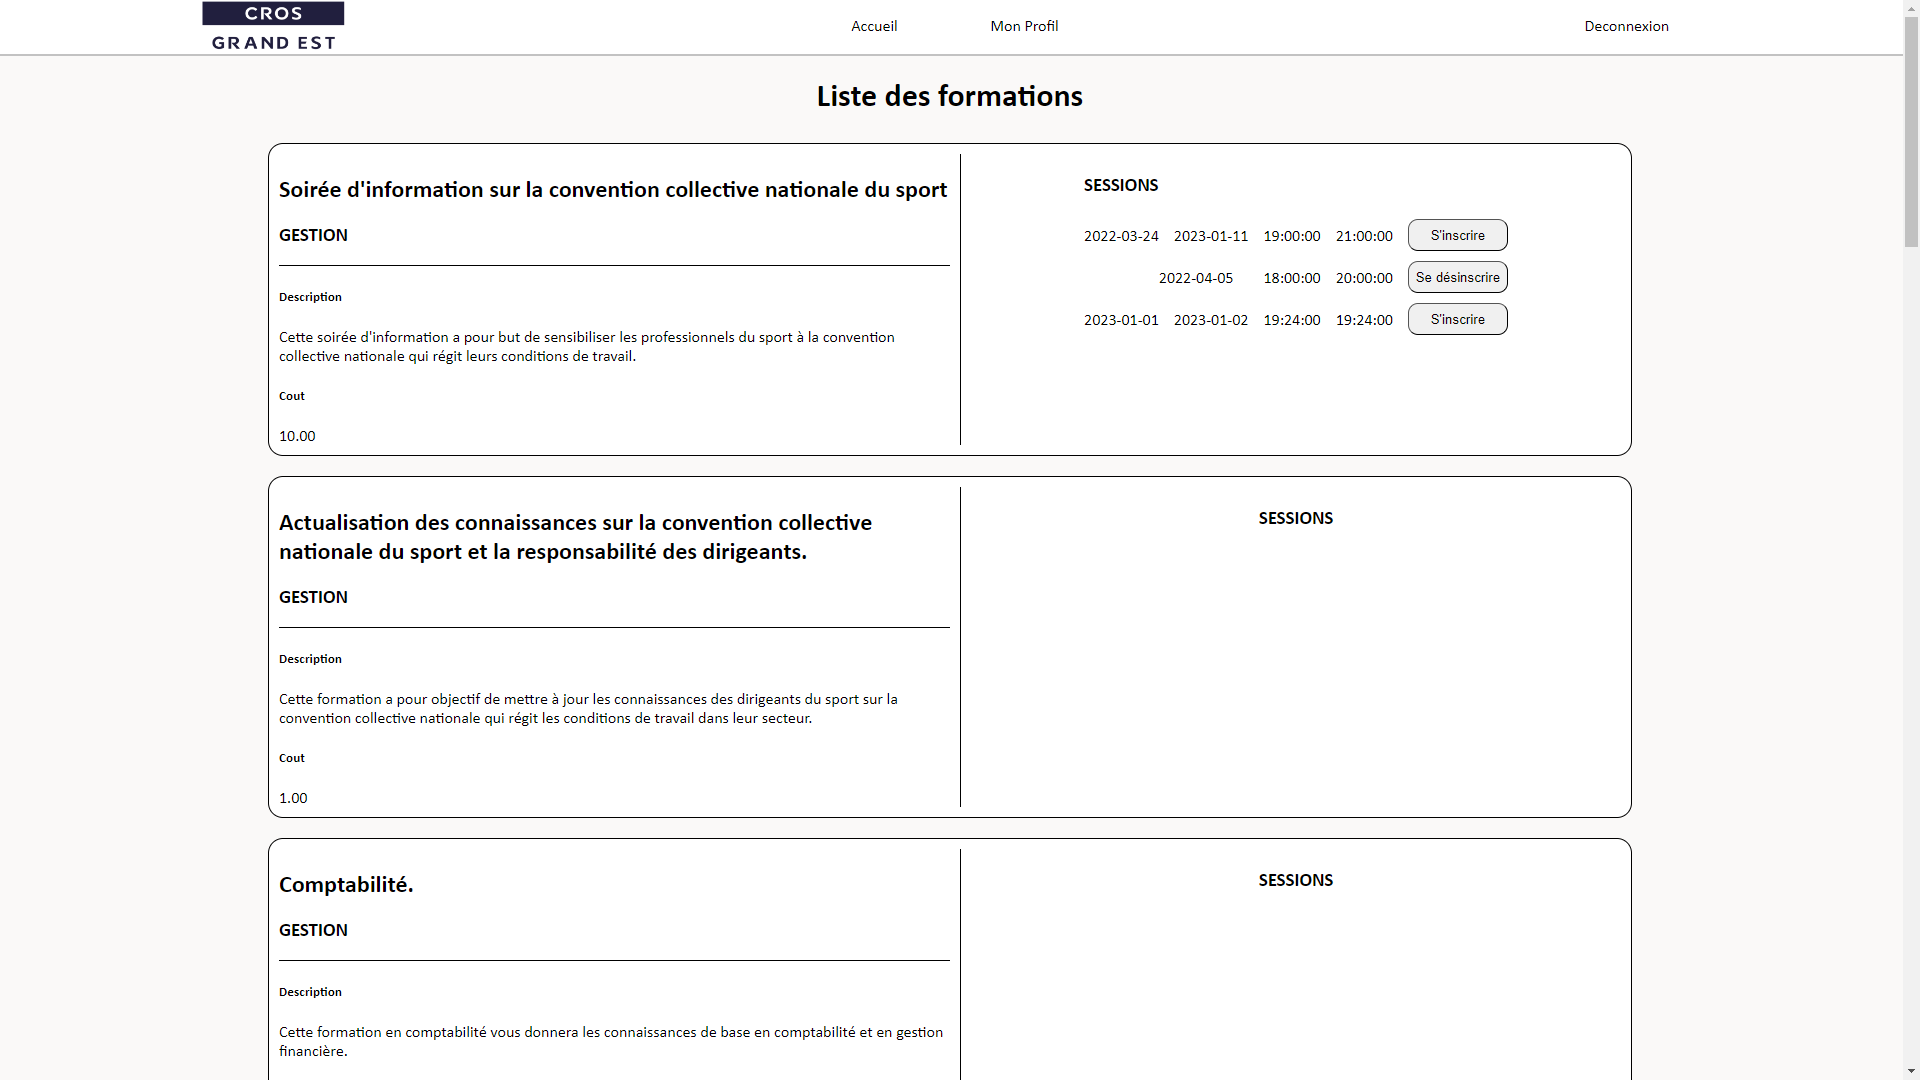 CROS
GRAND EST
Accueil
Mon Profil
Deconnexion
Liste des formations
Soirée d'information sur la convention collective nationale du sport
GESTION
Description
Cette soirée d'information a pour but de sensibiliser les professionnels du sport à la convention
collective nationale qui régit leurs conditions de travail.
Cout
10.00
SESSIONS
2022-03-24 2023-01-11 19:00:00 21:00:00 S'inscrire
2022-04-05 18:00:00 20:00:00 Se désinscrire
2023-01-01 2023-01-02 19:24:00 19:24:00 S'inscrire
Actualisation des connaissances sur la convention collective
nationale du sport et la responsabilité des dirigeants.
GESTION
Description
Cette formation a pour objectif de mettre à jour les connaissances des dirigeants du sport sur la
convention collective nationale qui régit les conditions de travail dans leur secteur.
Cout
1.00
SESSIONS
Comptabilité.
GESTION
Description
Cette formation en comptabilité vous donnera les connaissances de base en comptabilité et en gestion
financière.
SESSIONS